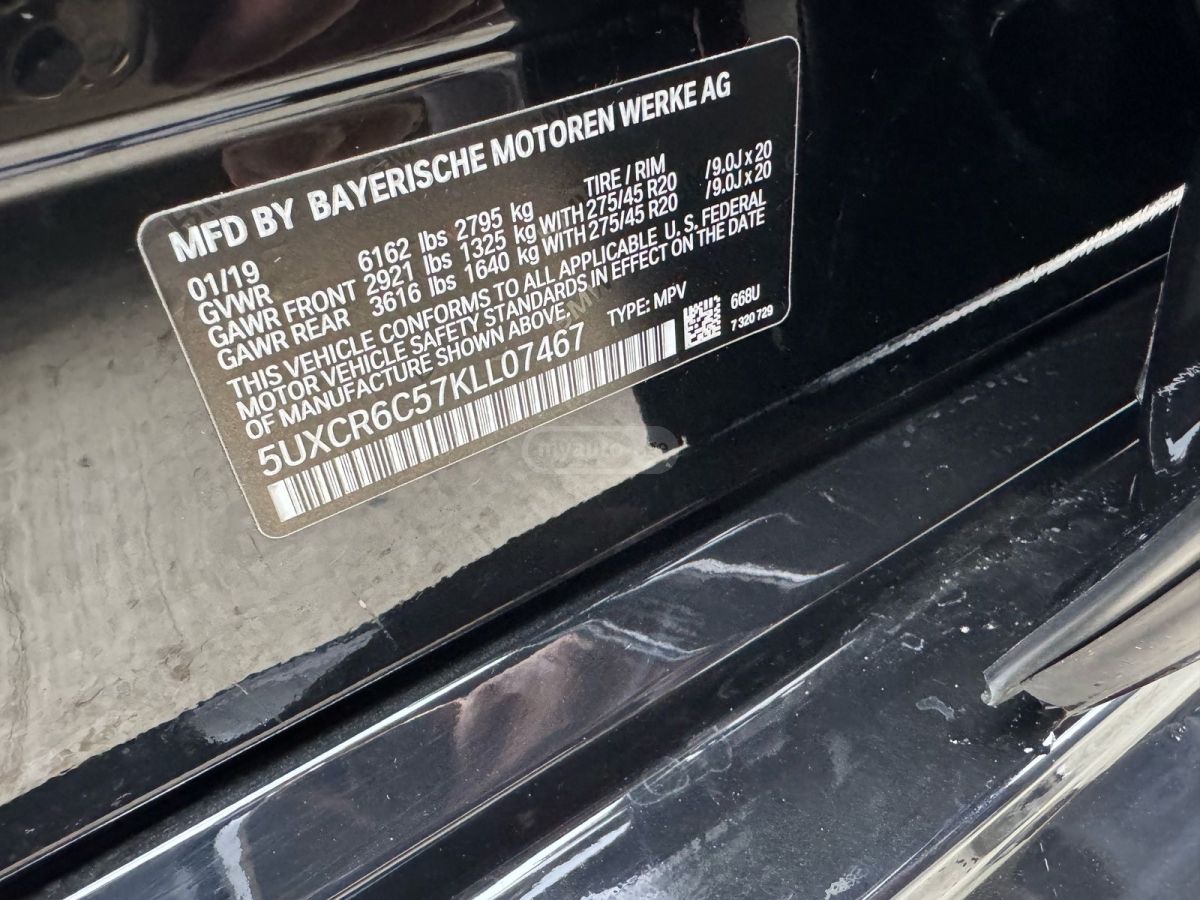 MFD BY BAYERISCHE MOTOREN WERKE AG
01/19 TIRE / RIM
GVWR 6162 lbs 2795 kg
GAWR FRONT 2921 lbs 1325 kg WITH 275/45 R20 /9.0J x 20
GAWR REAR 3616 lbs 1640 kg WITH 275/45 R20 /9.0J x 20
THIS VEHICLE CONFORMS TO ALL APPLICABLE U. S. FEDERAL
MOTOR VEHICLE SAFETY STANDARDS IN EFFECT ON THE DATE
OF MANUFACTURE SHOWN ABOVE.
5UXCR6C57KLL07467 TYPE: MPV 668U
7 320 729
myauto